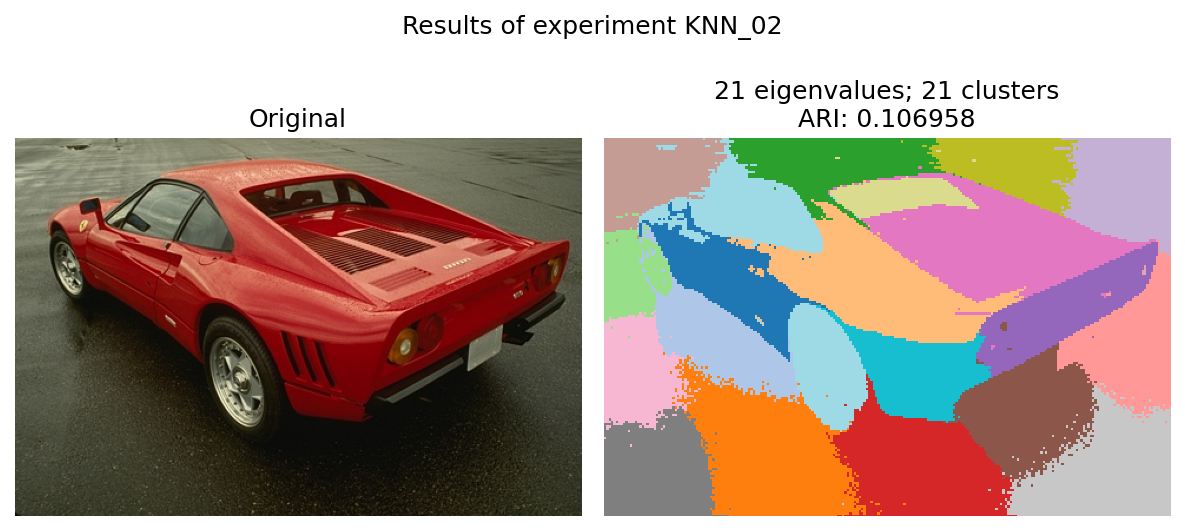 Results of experiment KNN_02
Original
21 eigenvalues; 21 clusters
ARI: 0.106958